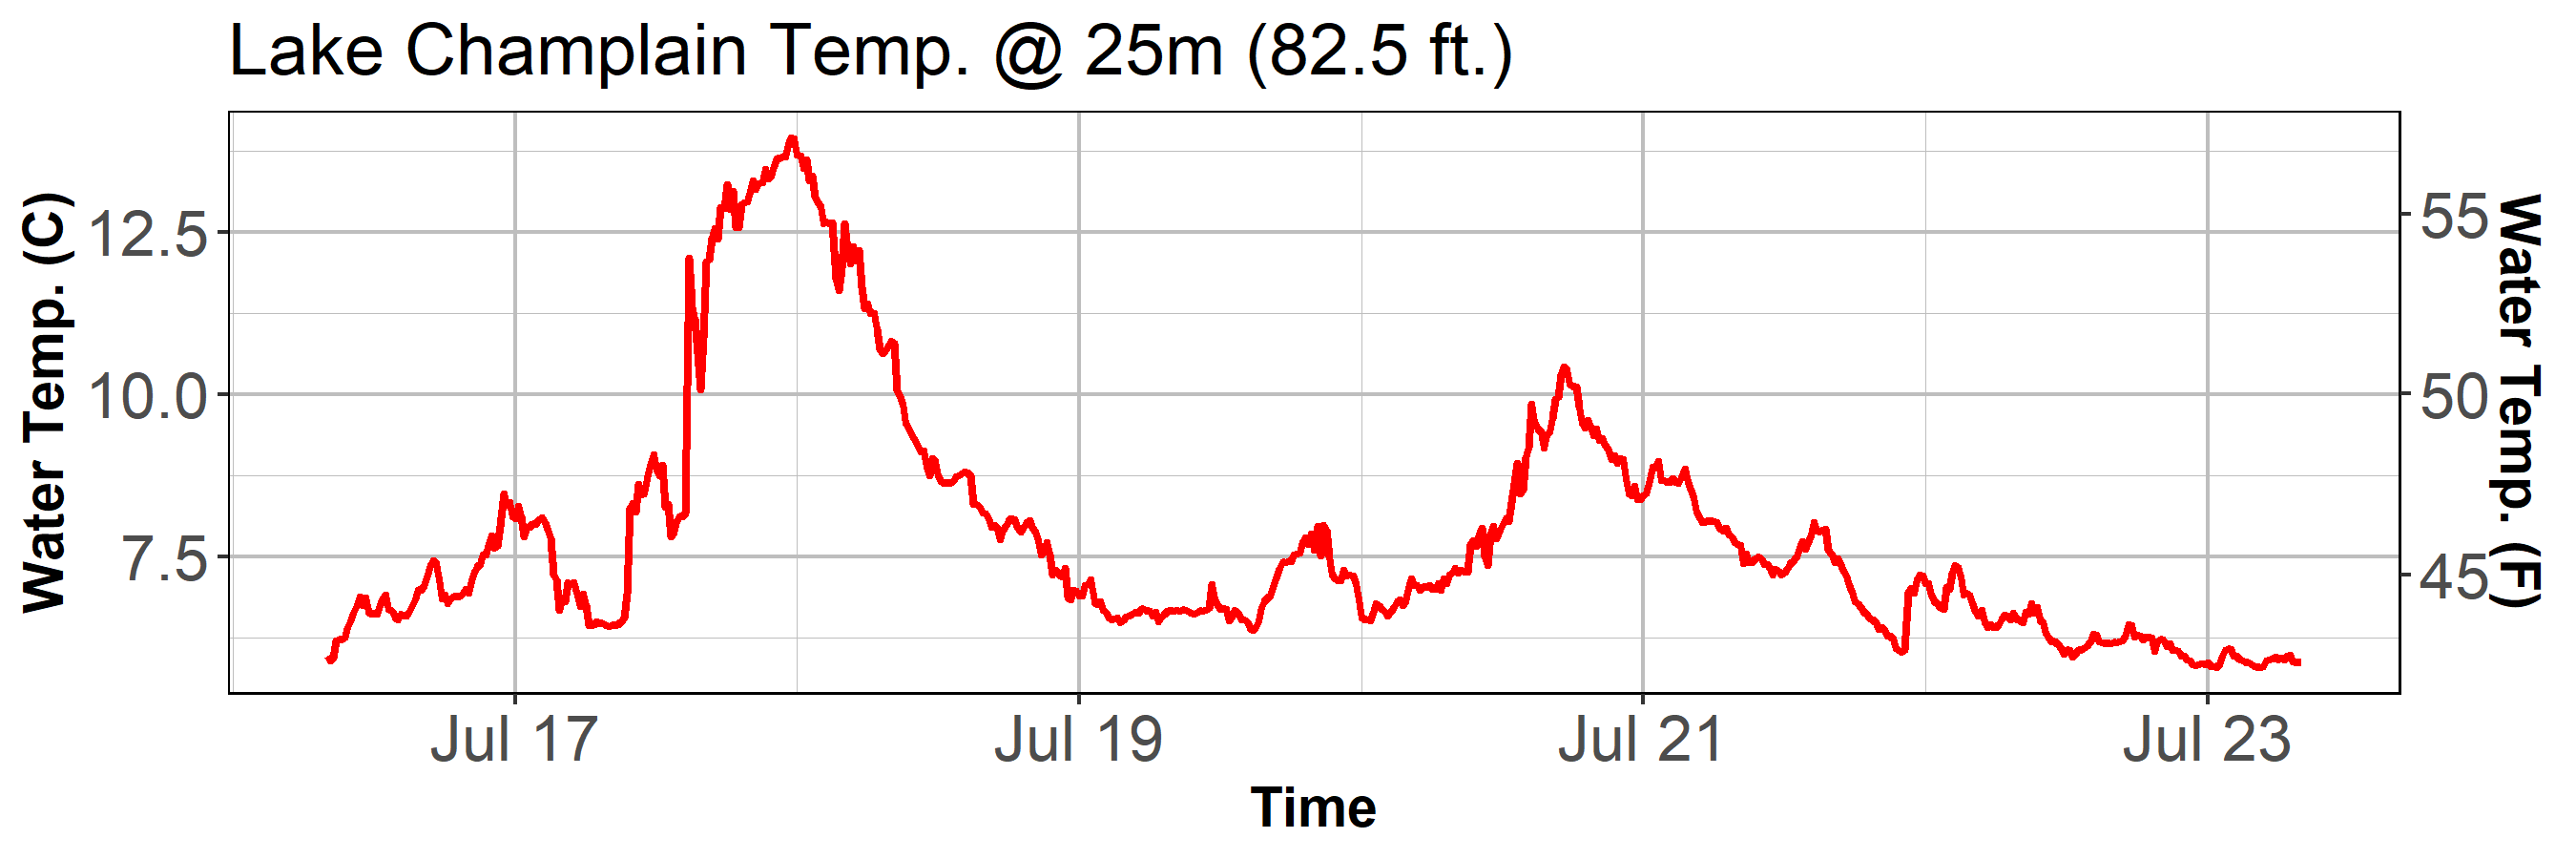 Lake Champlain Temp. @ 25m (82.5 ft.)
Water Temp. (C)
12.5
10.0
7.5
55
50
45
Water Temp. (F)
Jul 17 Jul 19 Jul 21 Jul 23
Time